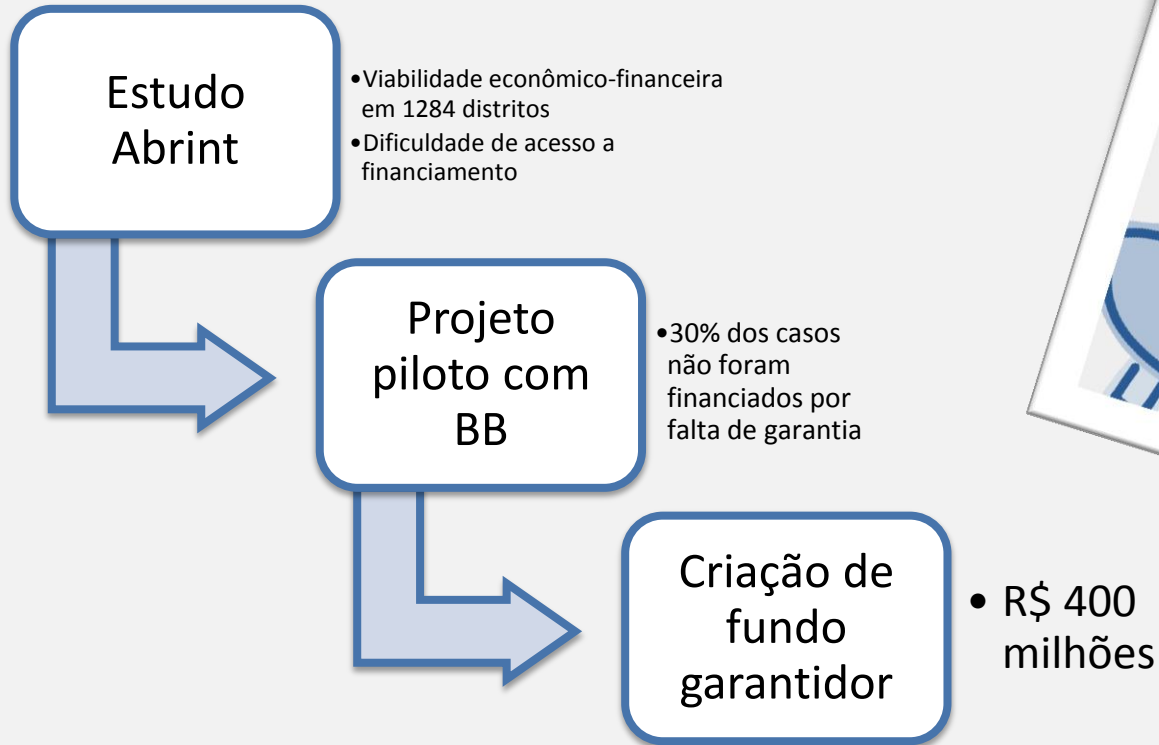 Estudo
Abrint
•Viabilidade econômico-financeira
em 1284 distritos
•Dificuldade de acesso a
financiamento
Projeto
piloto com
BB
•30% dos casos
não foram
financiados por
falta de garantia
Criação de
fundo
garantidor
• R$ 400
milhões